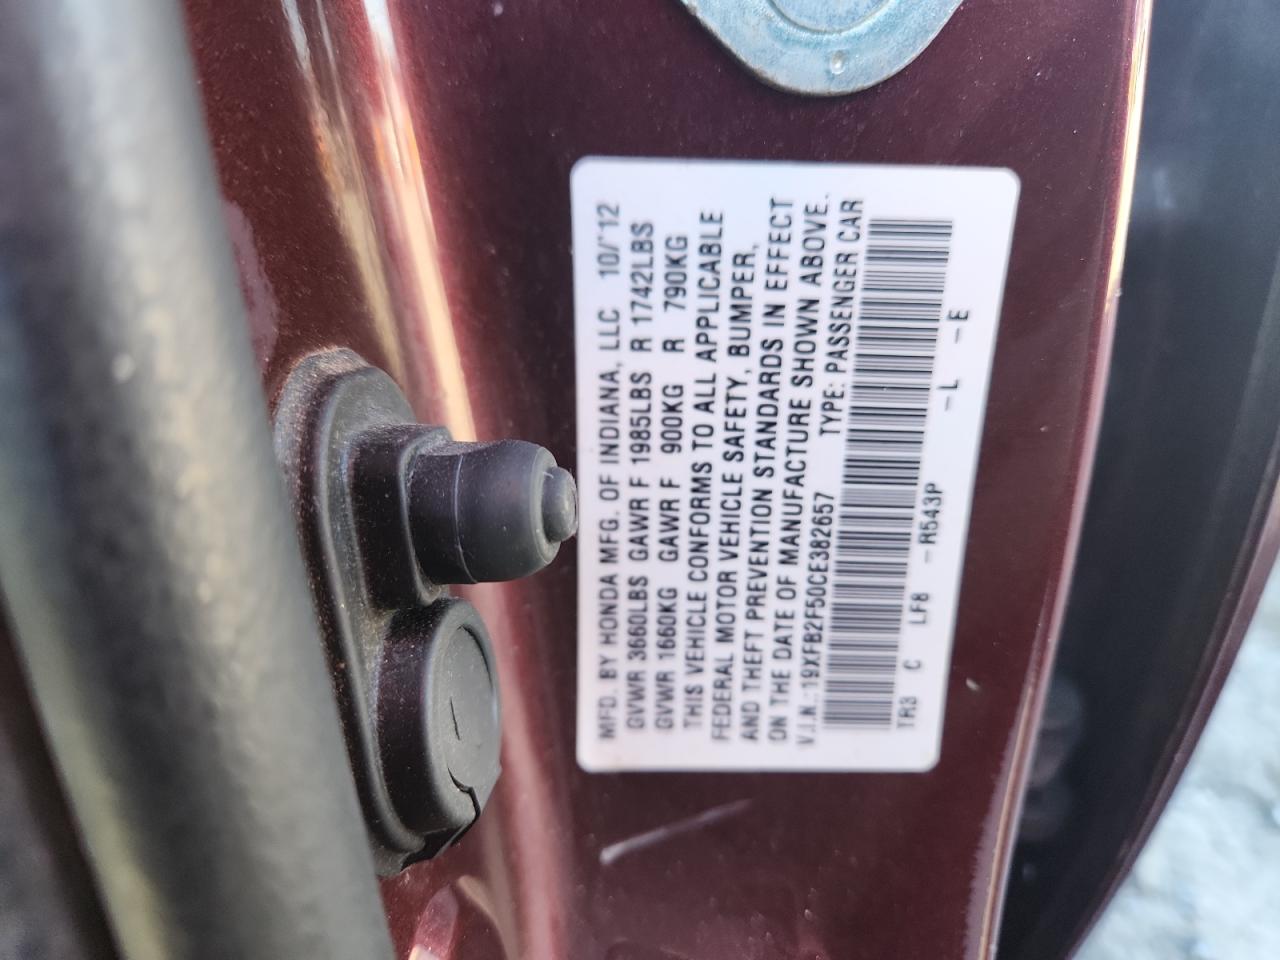 MFD. BY HONDA MFG. OF INDIANA, LLC 10/'12
GVWR 3660LBS GAWR F 1985LBS R 1742LBS
GVWR 1660KG GAWR F 900KG R 790KG
THIS VEHICLE CONFORMS TO ALL APPLICABLE
FEDERAL MOTOR VEHICLE SAFETY, BUMPER,
AND THEFT PREVENTION STANDARDS IN EFFECT
ON THE DATE OF MANUFACTURE SHOWN ABOVE.
V.I.N.:19XFB2F50CE382657 TYPE: PASSENGER CAR
TR3 C LF8 -R543P -L -E